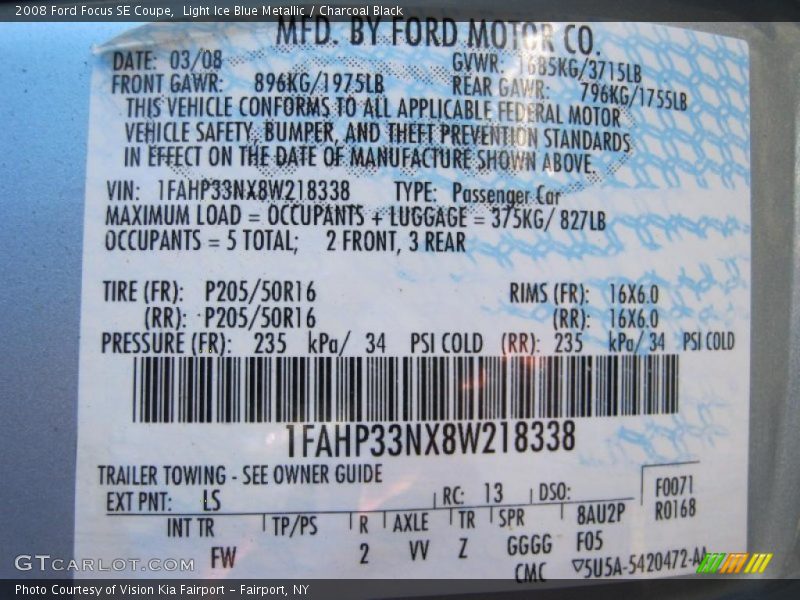 2008 Ford Focus SE Coupe, Light Ice Blue Metallic / Charcoal Black
MFD. BY FORD MOTOR CO.
DATE: 03/08 GVWR: 1685KG/3715LB
FRONT GAWR: 896KG/1975LB REAR GAWR: 796KG/1755LB
THIS VEHICLE CONFORMS TO ALL APPLICABLE FEDERAL MOTOR
VEHICLE SAFETY, BUMPER, AND THEFT PREVENTION STANDARDS
IN EFFECT ON THE DATE OF MANUFACTURE SHOWN ABOVE.
VIN: 1FAHP33NX8W218338 TYPE: Passenger Car
MAXIMUM LOAD = OCCUPANTS + LUGGAGE = 375KG/ 827LB
OCCUPANTS = 5 TOTAL; 2 FRONT, 3 REAR
TIRE (FR): P205/50R16 RIMS (FR): 16X6.0
(RR): P205/50R16 (RR): 16X6.0
PRESSURE (FR): 235 kPa/ 34 PSI COLD (RR): 235 kPa/ 34 PSI COLD
1FAHP33NX8W218338
TRAILER TOWING - SEE OWNER GUIDE
EXT PNT: LS RC: 13 DSO: F0071
INT TR TP/PS R AXLE TR SPR 8AU2P R0168
FW 2 VV Z GGGG F05
CMC ▽5U5A-5420472-AA
GTCarLot.com
Photo Courtesy of Vision Kia Fairport – Fairport, NY